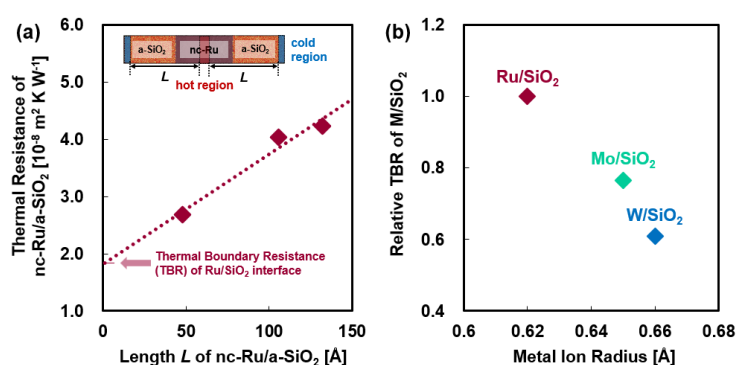 (a)
Thermal Resistance of
nc-Ru/a-SiO₂ [10⁻⁸ m² K W⁻¹]
6.0
5.0
4.0
3.0
2.0
1.0
a-SiO₂
nc-Ru
a-SiO₂
cold
region
L
L
hot region
Thermal Boundary Resistance
(TBR) of Ru/SiO₂ interface
0
50
100
150
Length L of nc-Ru/a-SiO₂ [Å]
(b)
Relative TBR of M/SiO₂
1.2
1.0
0.8
0.6
0.4
Ru/SiO₂
Mo/SiO₂
W/SiO₂
0.6
0.62
0.64
0.66
0.68
Metal Ion Radius [Å]